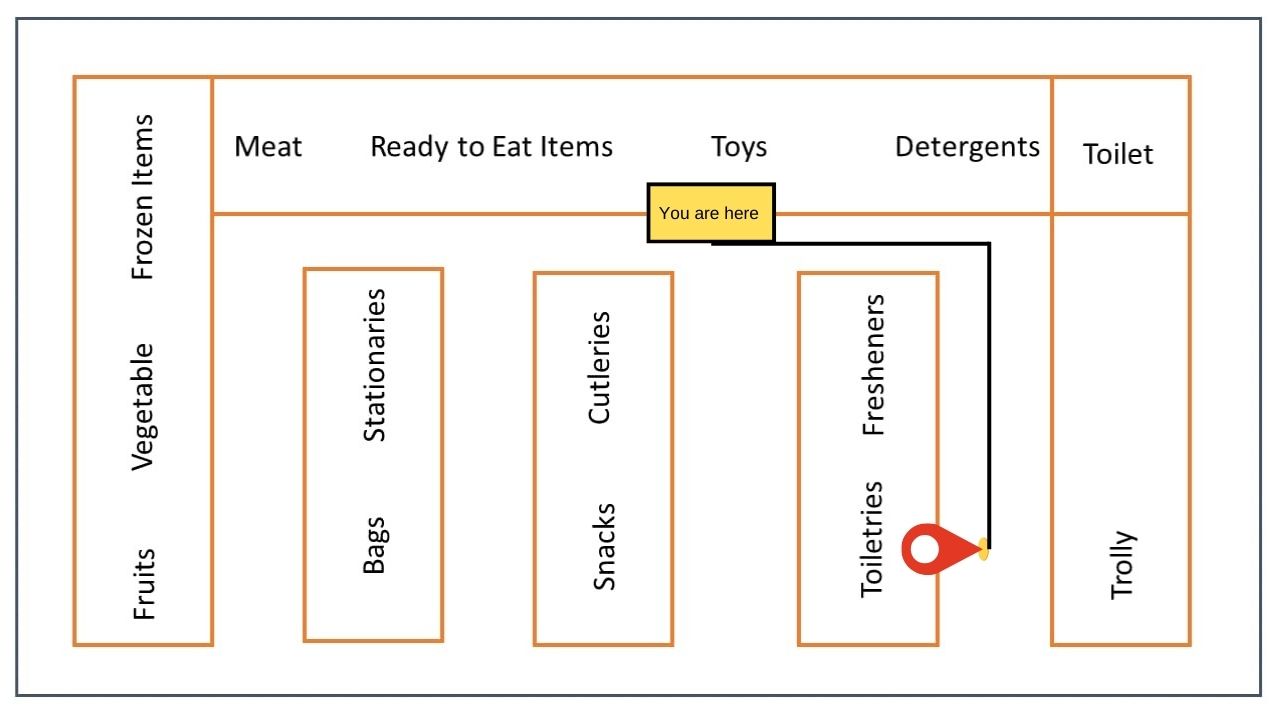 Frozen Items
Meat
Ready to Eat Items
Toys
Detergents
Toilet
You are here
Vegetable
Fruits
Stationaries
Bags
Cutleries
Snacks
Fresheners
Toiletries
Trolly